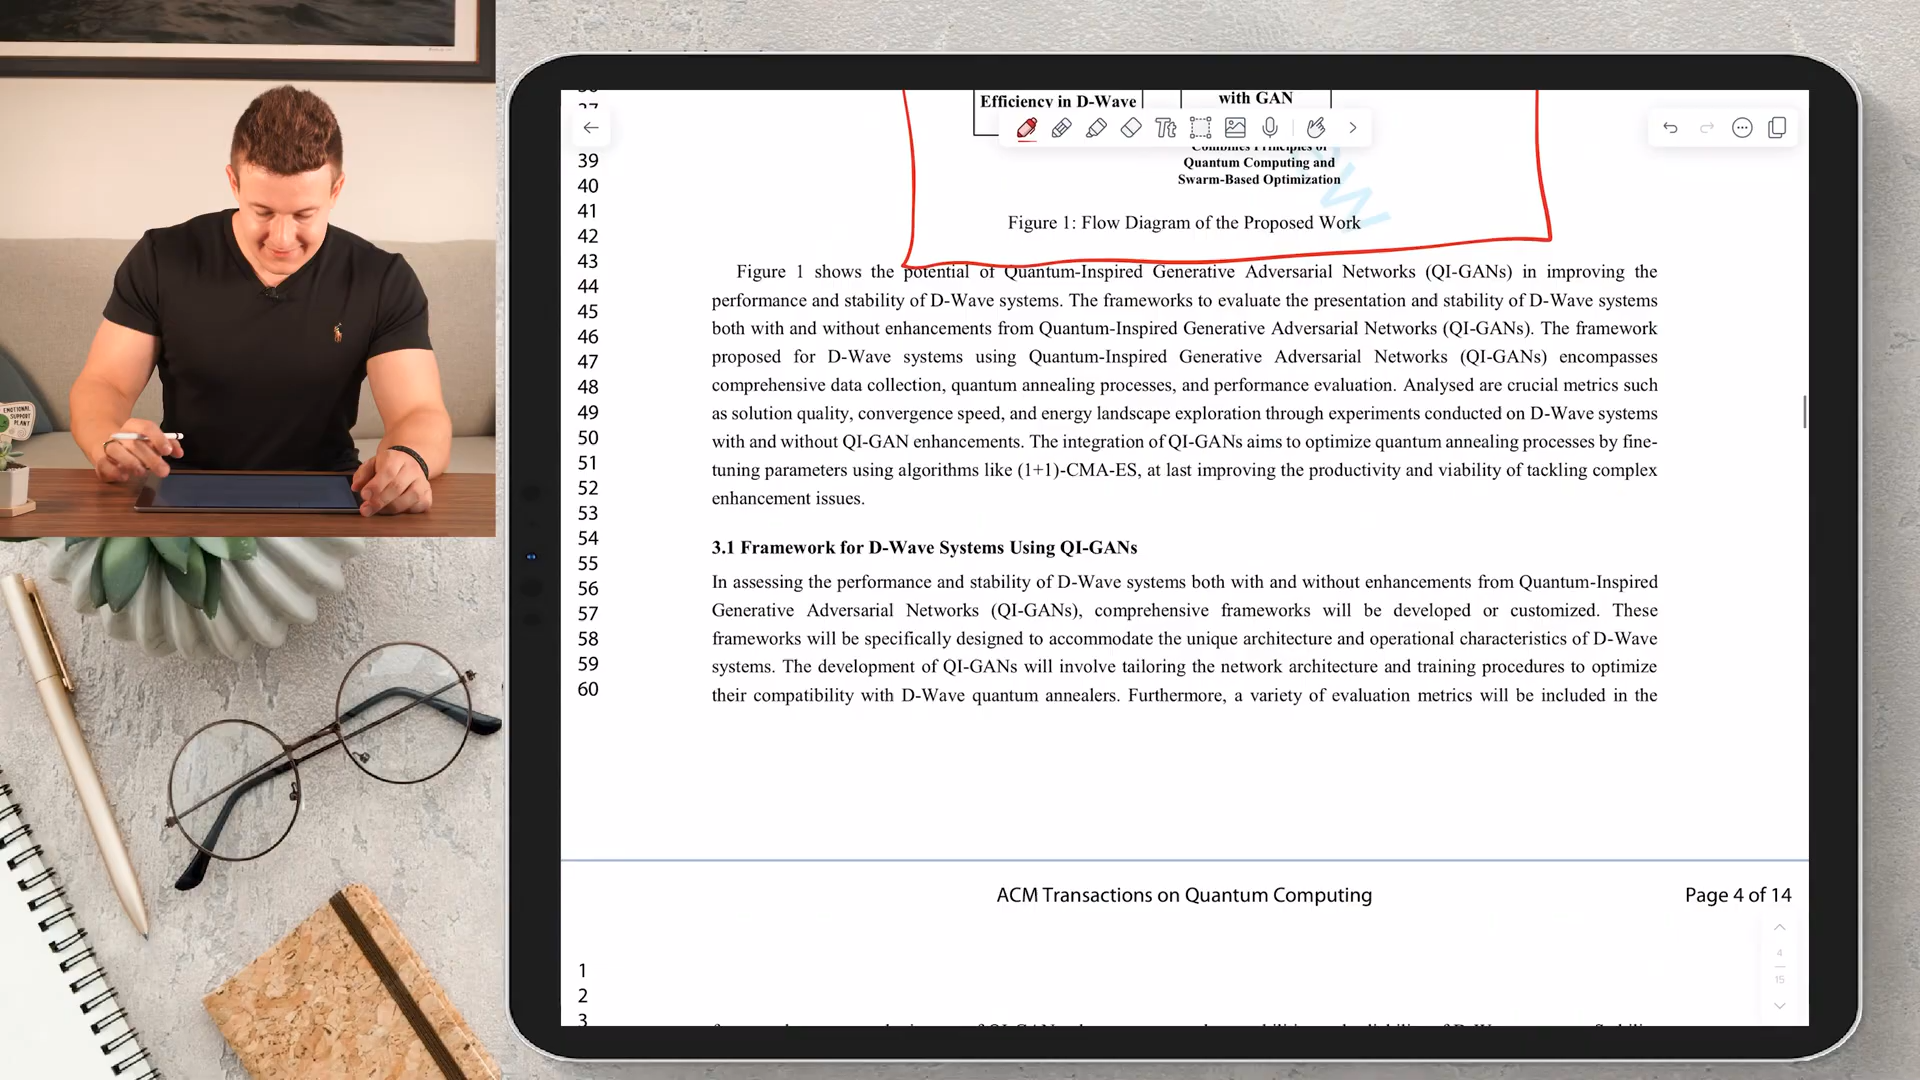 EMOTIONAL
SUPPORT
PLANT
Efficiency in D-Wave
with GAN
Tt
39
Quantum Computing and
40
Swarm-Based Optimization
41
Figure 1: Flow Diagram of the Proposed Work
42
43
Figure 1 shows the potential of Quantum-Inspired Generative Adversarial Networks (QI-GANs) in improving the
44
performance and stability of D-Wave systems. The frameworks to evaluate the presentation and stability of D-Wave systems
45
both with and without enhancements from Quantum-Inspired Generative Adversarial Networks (QI-GANs). The framework
46
proposed for D-Wave systems using Quantum-Inspired Generative Adversarial Networks (QI-GANs) encompasses
47
comprehensive data collection, quantum annealing processes, and performance evaluation. Analysed are crucial metrics such
48
as solution quality, convergence speed, and energy landscape exploration through experiments conducted on D-Wave systems
49
with and without QI-GAN enhancements. The integration of QI-GANs aims to optimize quantum annealing processes by fine-
50
tuning parameters using algorithms like (1+1)-CMA-ES, at last improving the productivity and viability of tackling complex
51
enhancement issues.
52
53
3.1 Framework for D-Wave Systems Using QI-GANs
54
55
In assessing the performance and stability of D-Wave systems both with and without enhancements from Quantum-Inspired
56
Generative Adversarial Networks (QI-GANs), comprehensive frameworks will be developed or customized. These
57
frameworks will be specifically designed to accommodate the unique architecture and operational characteristics of D-Wave
58
systems. The development of QI-GANs will involve tailoring the network architecture and training procedures to optimize
59
their compatibility with D-Wave quantum annealers. Furthermore, a variety of evaluation metrics will be included in the
60
ACM Transactions on Quantum Computing
Page 4 of 14
4
15
1
2
3